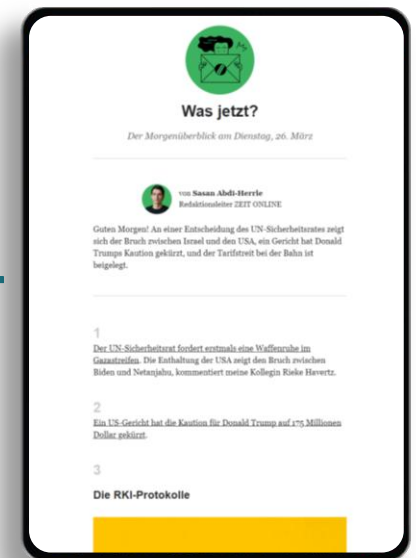 Was jetzt?
Der Morgenüberblick am Dienstag, 26. März
von Sasan Abdi-Herrle
Redaktionsleiter ZEIT ONLINE
Guten Morgen! An einer Entscheidung des UN-Sicherheitsrates zeigt
sich der Bruch zwischen Israel und den USA, ein Gericht hat Donald
Trumps Kaution gekürzt, und der Tarifstreit bei der Bahn ist
beigelegt.
1
Der UN-Sicherheitsrat fordert erstmals eine Waffenruhe im
Gazastreifen. Die Enthaltung der USA zeigt den Bruch zwischen
Biden und Netanjahu, kommentiert meine Kollegin Rieke Havertz.
2
Ein US-Gericht hat die Kaution für Donald Trump auf 175 Millionen
Dollar gekürzt.
3
Die RKI-Protokolle